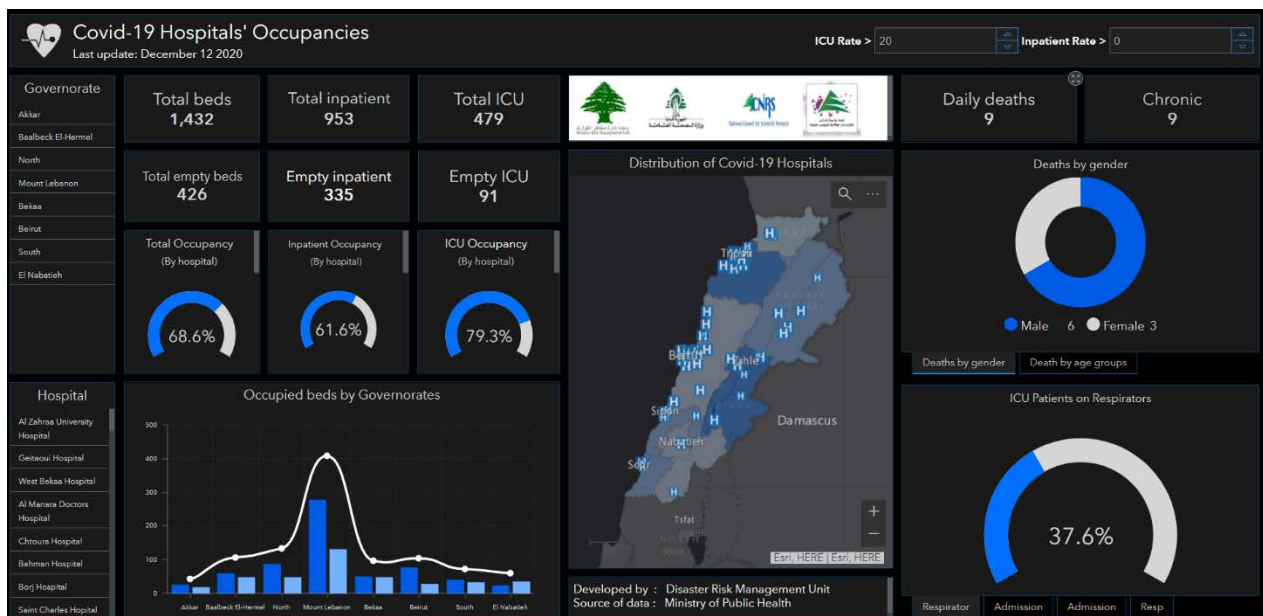 Covid-19 Hospitals' Occupancies
Last update: December 12 2020
ICU Rate > 20
Inpatient Rate > 0
Governorate
Akkar
Baalbeck El-Hermel
North
Mount Lebanon
Bekaa
Beirut
South
El Nabatieh
Total beds
1,432
Total inpatient
953
Total ICU
479
Total empty beds
426
Empty inpatient
335
Empty ICU
91
Total Occupancy
(By hospital)
68.6%
Inpatient Occupancy
(By hospital)
61.6%
ICU Occupancy
(By hospital)
79.3%
Hospital
Al Zahraa University
Hospital
Geitaoui Hospital
West Bekaa Hospital
Al Manara Doctors
Hospital
Chtoura Hospital
Bahman Hospital
Borj Hospital
Saint Charles Hopital
Occupied beds by Governorates
500
400
300
200
100
0
Akkar Baalbeck El-Hermel North Mount Lebanon Bekaa Beirut South El Nabatieh
CNRS
National Council for Scientific Research
Distribution of Covid-19 Hospitals
Zahle
Damascus
Nabatieh
Tsfat
Esri, HERE | Esri, HERE
Developed by : Disaster Risk Management Unit
Source of data : Ministry of Public Health
Daily deaths
9
Chronic
9
Deaths by gender
Male 6 Female 3
Deaths by gender Death by age groups
ICU Patients on Respirators
37.6%
Respirator Admission Admission Resp